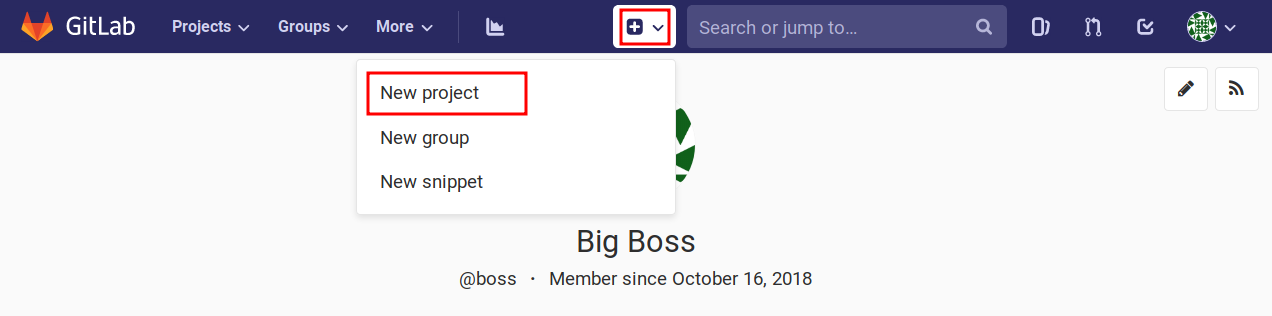 GitLab Projects Groups More Search or jump to...
New project
New group
New snippet
Big Boss
@boss · Member since October 16, 2018